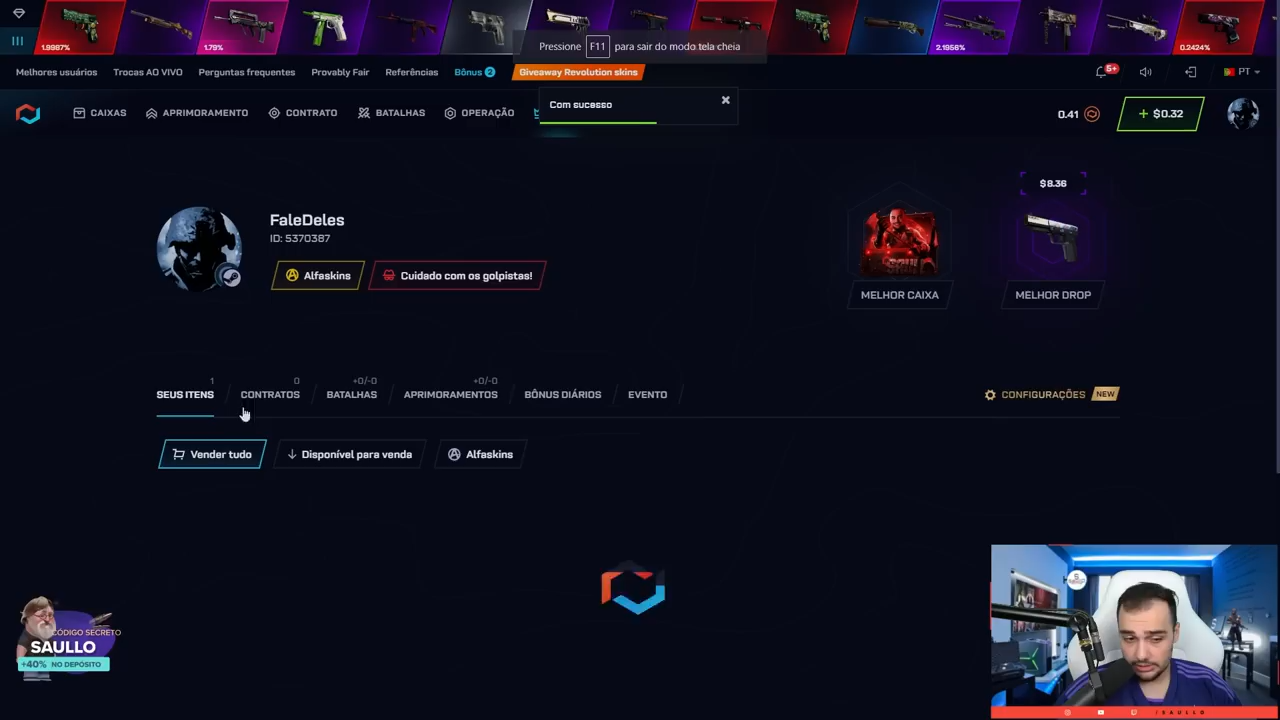 1.9997%
1.79%
2.1956%
0.2424%
Pressione F11 para sair do modo tela cheia
Melhores usuários
Trocas AO VIVO
Perguntas frequentes
Provably Fair
Referências
Bônus 2
Giveaway Revolution skins
5+
PT
Com sucesso
CAIXAS
APRIMORAMENTO
CONTRATO
BATALHAS
OPERAÇÃO
0.41
+ $0.32
FaleDeles
ID: 5370387
Alfaskins
Cuidado com os golpistas!
$8.36
MELHOR CAIXA
MELHOR DROP
1
SEUS ITENS
0
CONTRATOS
+0/-0
BATALHAS
+0/-0
APRIMORAMENTOS
BÔNUS DIÁRIOS
EVENTO
CONFIGURAÇÕES NEW
Vender tudo
Disponível para venda
Alfaskins
CÓDIGO SECRETO
SAULLO
+40% NO DEPÓSITO
/SAULLO